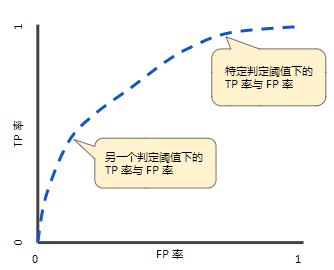 1
特定判定阈值下的
TP 率与 FP 率
TP 率
另一个判定阈值下的
TP 率与 FP 率
0
0
FP 率
1